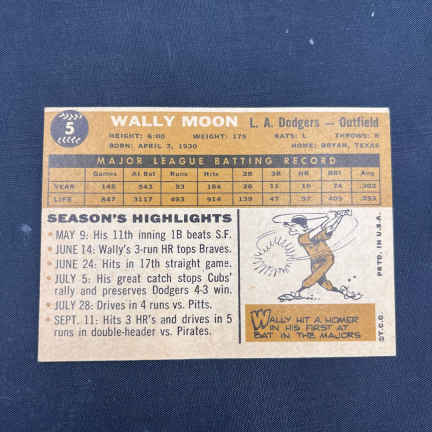 5
WALLY MOON L. A. Dodgers — Outfield
HEIGHT: 6:00 WEIGHT: 175 BATS: L THROWS: R
BORN: APRIL 3, 1930 HOME: BRYAN, TEXAS
MAJOR LEAGUE BATTING RECORD
Games At Bat Runs Hits 2B 3B HR RBI Avg.
YEAR 145 543 93 164 26 11 19 74 .302
LIFE 847 3117 493 914 139 47 97 405 .293
SEASON'S HIGHLIGHTS
• MAY 9: His 11th inning 1B beats S.F.
• JUNE 14: Wally's 3-run HR tops Braves.
• JUNE 24: Hits in 17th straight game.
• JULY 5: His great catch stops Cubs'
rally and preserves Dodgers 4-3 win.
• JULY 28: Drives in 4 runs vs. Pitts.
• SEPT. 11: Hits 3 HR's and drives in 5
runs in double-header vs. Pirates.
WALLY HIT A HOMER
IN HIS FIRST AT
BAT IN THE MAJORS
©T.C.G. PRTD. IN U.S.A.